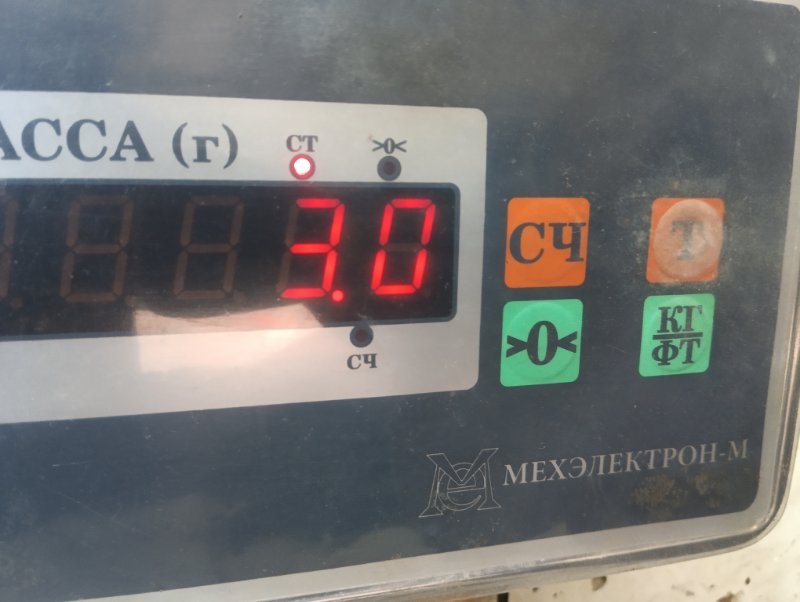 АССА (г)
СТ
>0<
3.0
СЧ
СЧ
Т
>0<
КГ
ФТ
МЕХЭЛЕКТРОН-М